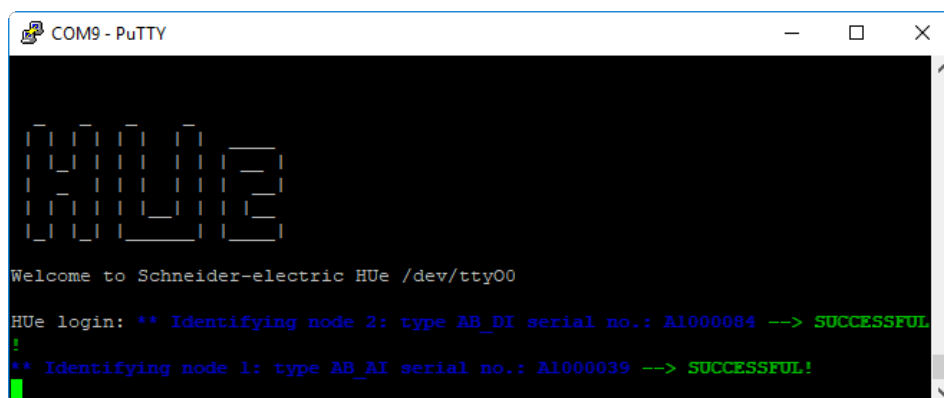 COM9 - PuTTY
HUe
Welcome to Schneider-electric HUe /dev/ttyO0
HUe login: ** Identifying node 2: type AB_DI serial no.: A1000084 --> SUCCESSFUL
!
** Identifying node 1: type AB_AI serial no.: A1000039 --> SUCCESSFUL!